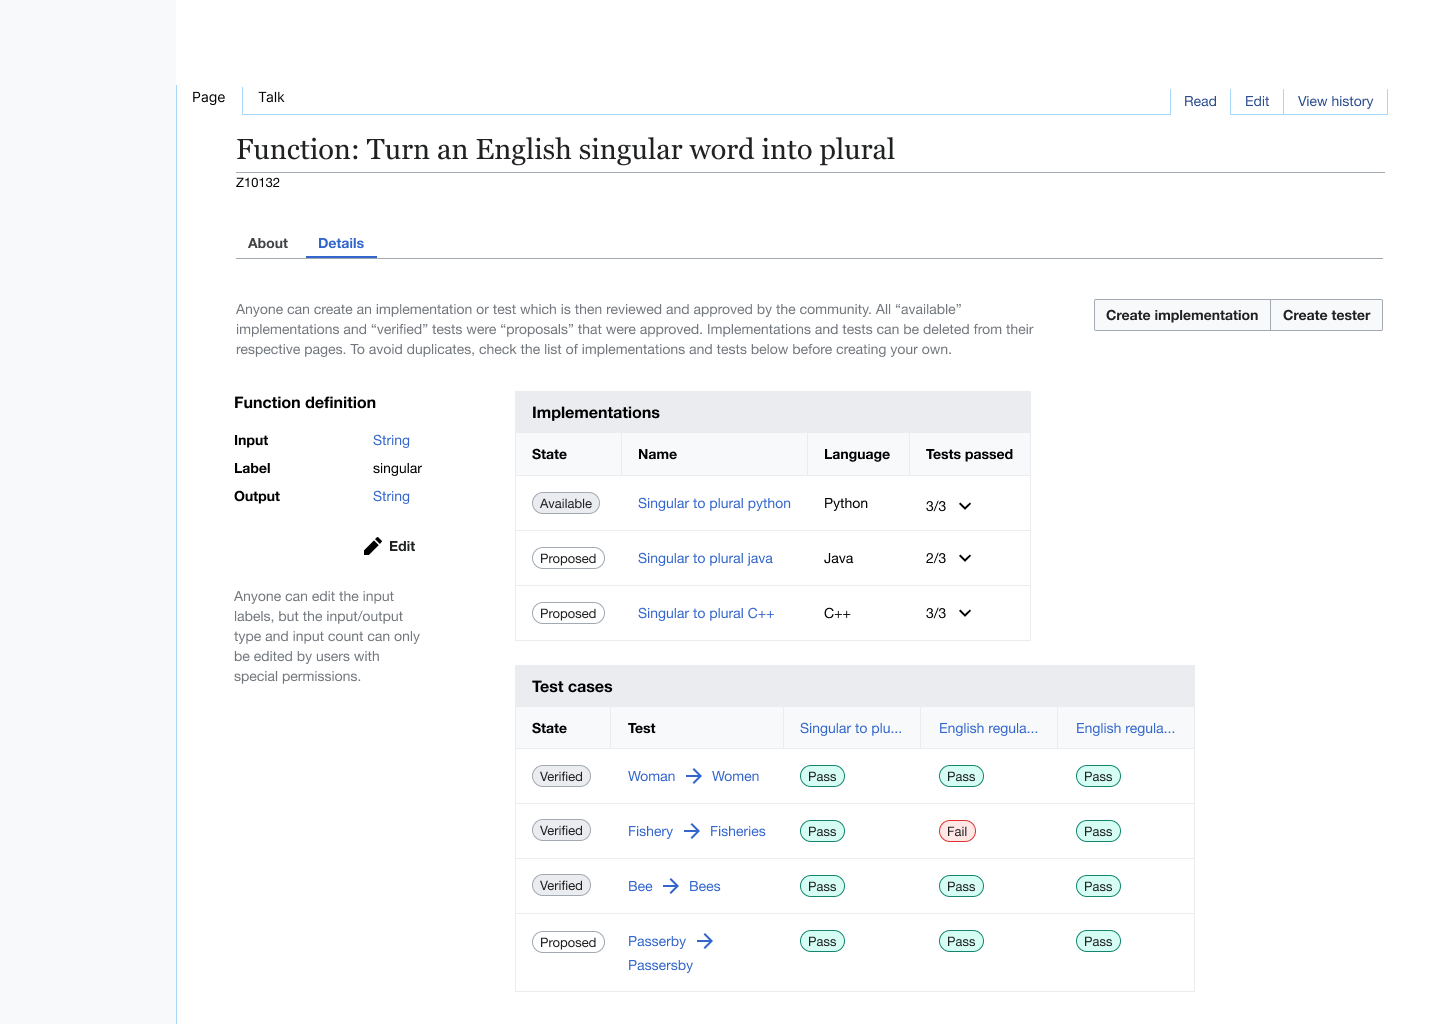 Page Talk Read Edit View history
Function: Turn an English singular word into plural
Z10132
About Details
Anyone can create an implementation or test which is then reviewed and approved by the community. All “available”
implementations and “verified” tests were “proposals” that were approved. Implementations and tests can be deleted from their
respective pages. To avoid duplicates, check the list of implementations and tests below before creating your own.
Create implementation Create tester
Function definition
Input String
Label singular
Output String
Edit
Anyone can edit the input
labels, but the input/output
type and input count can only
be edited by users with
special permissions.
Implementations
State Name Language Tests passed
Available Singular to plural python Python 3/3
Proposed Singular to plural java Java 2/3
Proposed Singular to plural C++ C++ 3/3
Test cases
State Test Singular to plu... English regula... English regula...
Verified Woman → Women Pass Pass Pass
Verified Fishery → Fisheries Pass Fail Pass
Verified Bee → Bees Pass Pass Pass
Proposed Passerby → Pass Pass Pass
Passersby